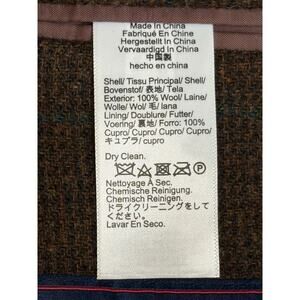 Made In China
Fabriqué En Chine
Hergestellt In China
Vervaardigd In China
中国製
hecho en china
Shell/ Tissu Principal/ Shell/
Bovenstof/ 表地/ Tela
Exterior: 100% Wool/ Laine/
Wolle/ Wol/ 毛/ lana
Lining/ Doublure/ Futter/
Voering/ 裏地/ Forro: 100%
Cupro/ Cupro/ Cupro/ Cupro/
キュプラ/ cupro
Dry Clean.
P
Nettoyage À Sec.
Chemische Reinigung.
Chemisch Reinigen.
ドライクリーニングをして
ください。
Lavar En Seco.